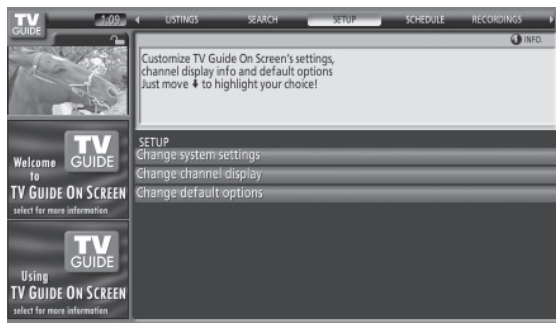 TV
GUIDE
1:09
LISTINGS
SEARCH
SETUP
SCHEDULE
RECORDINGS
INFO.
Customize TV Guide On Screen's settings,
channel display info and default options
Just move ⬇ to highlight your choice!
SETUP
Change system settings
Change channel display
Change default options
TV
GUIDE
Welcome
to
TV GUIDE ON SCREEN
select for more information
TV
GUIDE
Using
TV GUIDE ON SCREEN
select for more information